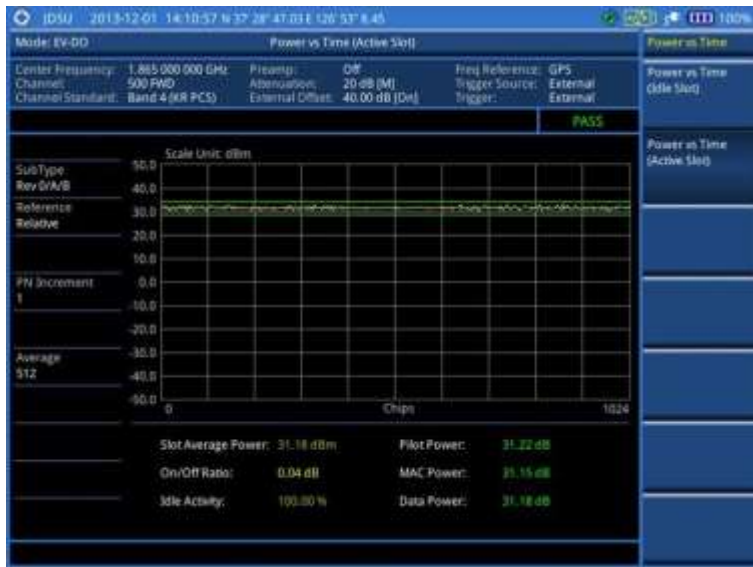 JDSU 2013-12-01 14:10:57 N 37° 28' 47.03 E 126° 53' 8.45 100%
Mode: EV-DO Power vs Time (Active Slot) Power vs Time
Center Frequency: 1.865 000 000 GHz Preamp: Off Freq Reference: GPS
Channel: 500 FWD Attenuation: 20 dB [M] Trigger Source: External
Channel Standard: Band 4 (KR PCS) External Offset: 40.00 dB [On] Trigger: External
PASS
Power vs Time
(Idle Slot)
Power vs Time
(Active Slot)
SubType
Rev 0/A/B
Reference
Relative
PN Increment
1
Average
512
Scale Unit: dBm
50.0
40.0
30.0
20.0
10.0
0.0
-10.0
-20.0
-30.0
-40.0
-50.0
0 Chips 1024
Slot Average Power: 31.18 dBm Pilot Power: 31.22 dB
On/Off Ratio: 0.04 dB MAC Power: 31.15 dB
Idle Activity: 100.00 % Data Power: 31.18 dB